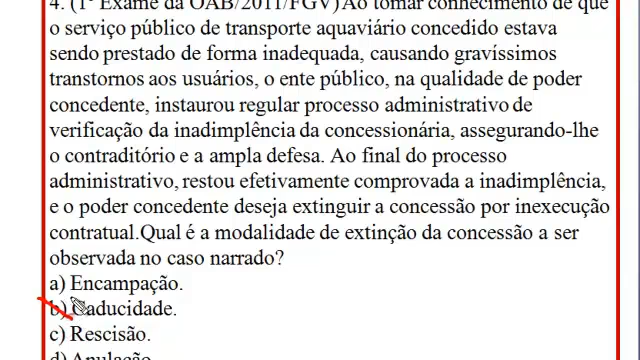 4. (1º Exame da OAB/2011/FGV) Ao tomar conhecimento de que
o serviço público de transporte aquaviário concedido estava
sendo prestado de forma inadequada, causando gravíssimos
transtornos aos usuários, o ente público, na qualidade de poder
concedente, instaurou regular processo administrativo de
verificação da inadimplência da concessionária, assegurando-lhe
o contraditório e a ampla defesa. Ao final do processo
administrativo, restou efetivamente comprovada a inadimplência,
e o poder concedente deseja extinguir a concessão por inexecução
contratual.Qual é a modalidade de extinção da concessão a ser
observada no caso narrado?
a) Encampação.
b) Caducidade.
c) Rescisão.
d) Anulação.